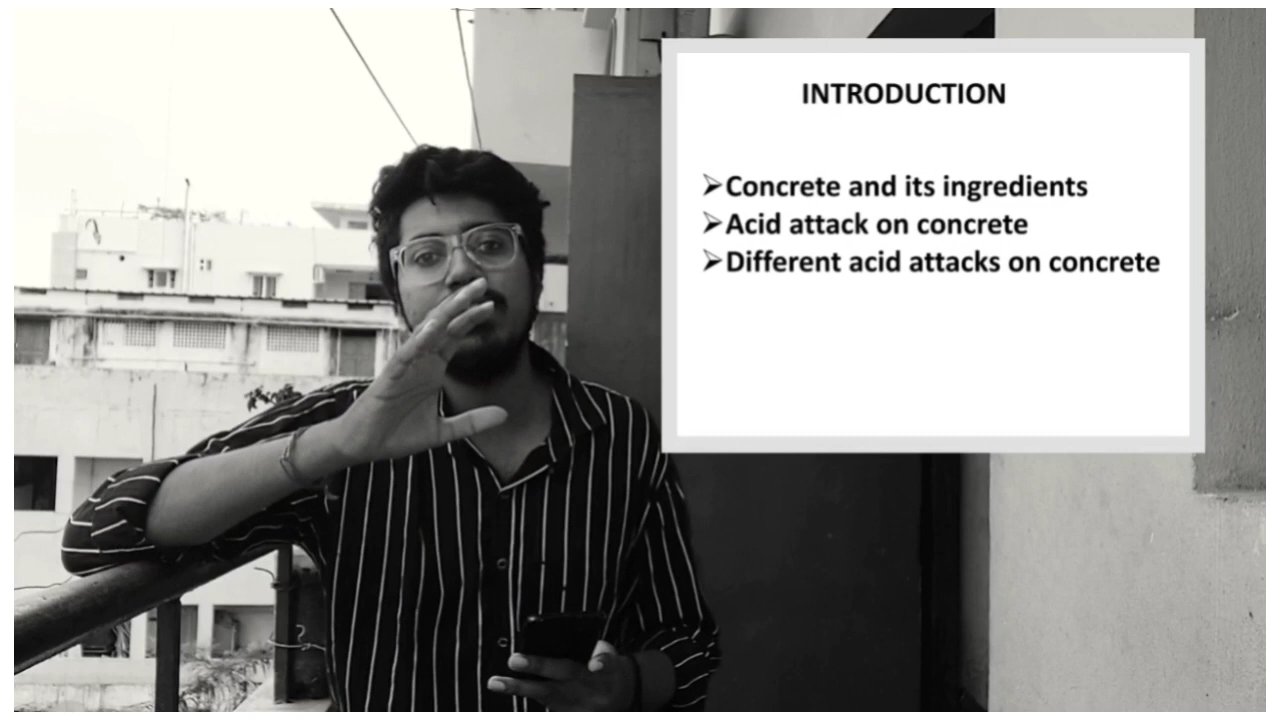 INTRODUCTION
➢Concrete and its ingredients
➢Acid attack on concrete
➢Different acid attacks on concrete